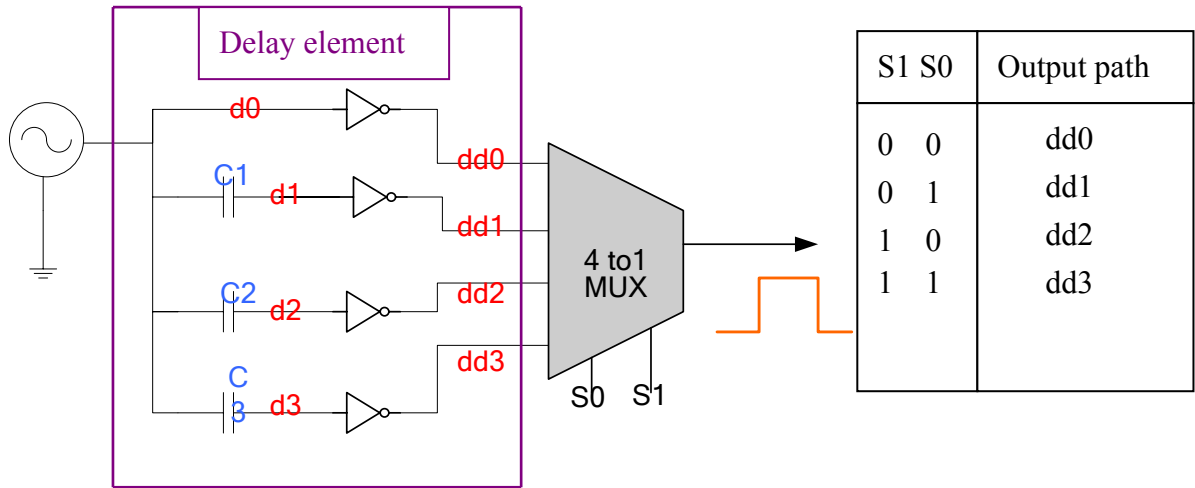 Delay element
d0
dd0
C1
d1
dd1
C2
d2
dd2
C
3
d3
dd3
4 to1
MUX
S0
S1
S1 S0 Output path
0 0 dd0
0 1 dd1
1 0 dd2
1 1 dd3